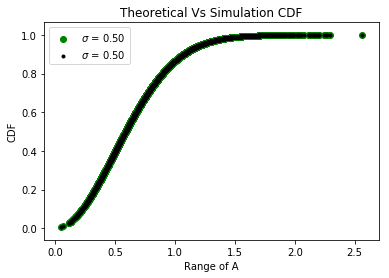 Theoretical Vs Simulation CDF
σ = 0.50
σ = 0.50
1.0
0.8
0.6
0.4
0.2
0.0
CDF
0.0 0.5 1.0 1.5 2.0 2.5
Range of A